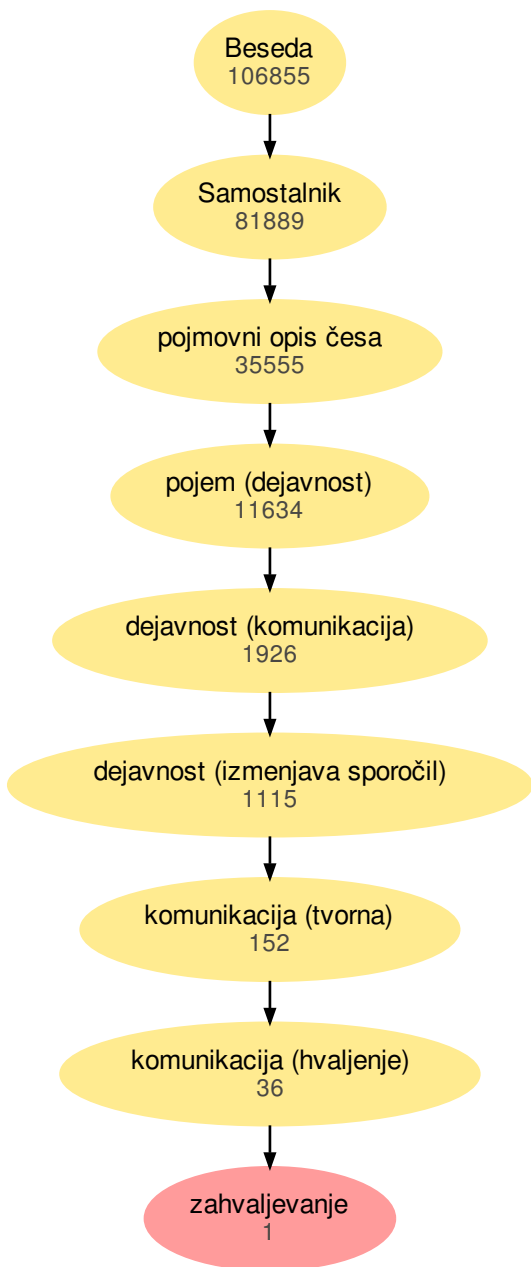 Beseda
106855
Samostalnik
81889
pojmovni opis česa
35555
pojem (dejavnost)
11634
dejavnost (komunikacija)
1926
dejavnost (izmenjava sporočil)
1115
komunikacija (tvorna)
152
komunikacija (hvaljenje)
36
zahvaljevanje
1